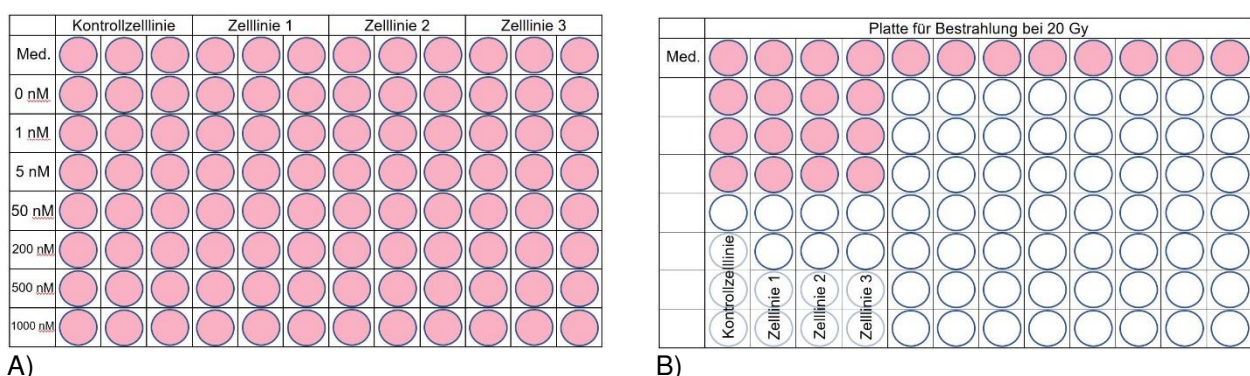 Kontrollzelllinie Zelllinie 1 Zelllinie 2 Zelllinie 3
Med.
0 nM
1 nM
5 nM
50 nM
200 nM
500 nM
1000 nM
A)
Platte für Bestrahlung bei 20 Gy
Med.
Kontrollzelllinie
Zelllinie 1
Zelllinie 2
Zelllinie 3
B)